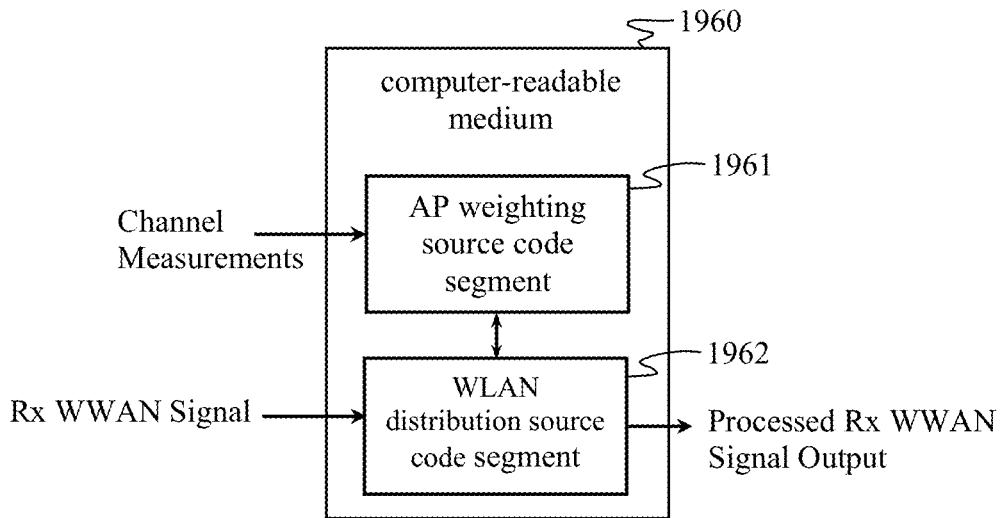 1960
computer-readable
medium
1961
AP weighting
source code
segment
Channel
Measurements
1962
WLAN
distribution source
code segment
Rx WWAN Signal
Processed Rx WWAN
Signal Output